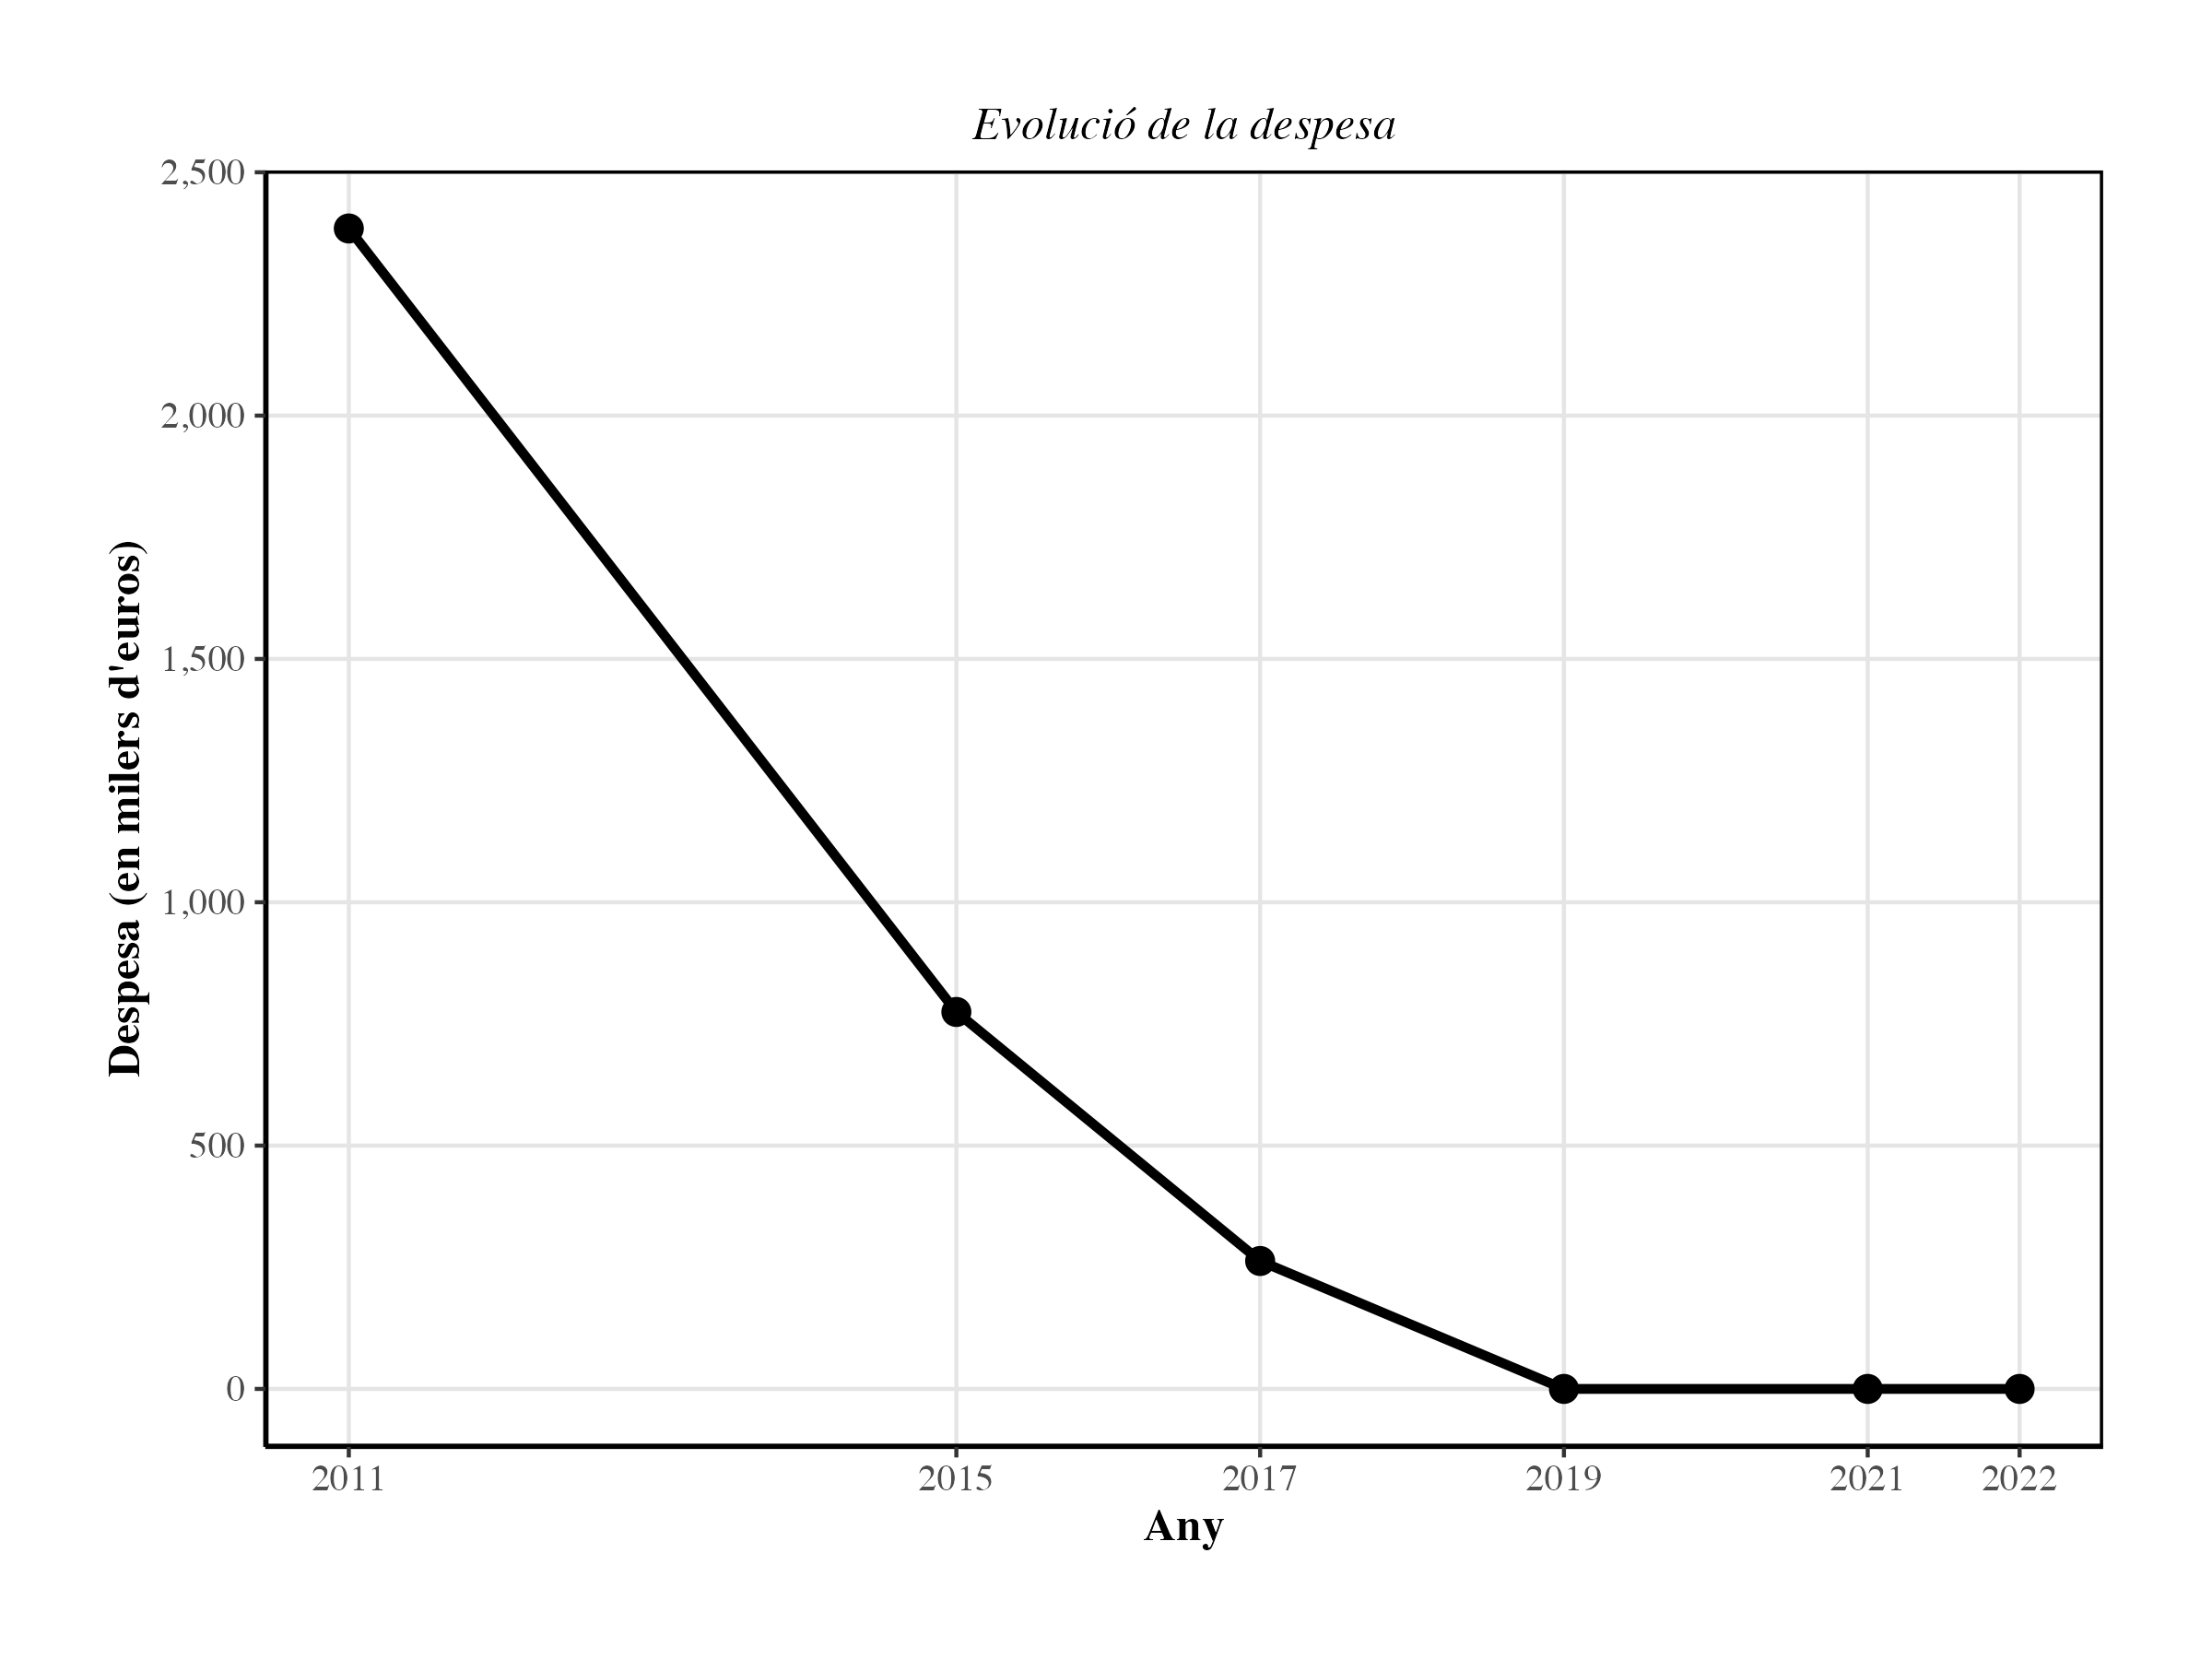 Evolució de la despesa
2,500
2,000
1,500
1,000
500
0
Despesa (en milers d'euros)
2011 2015 2017 2019 2021 2022
Any